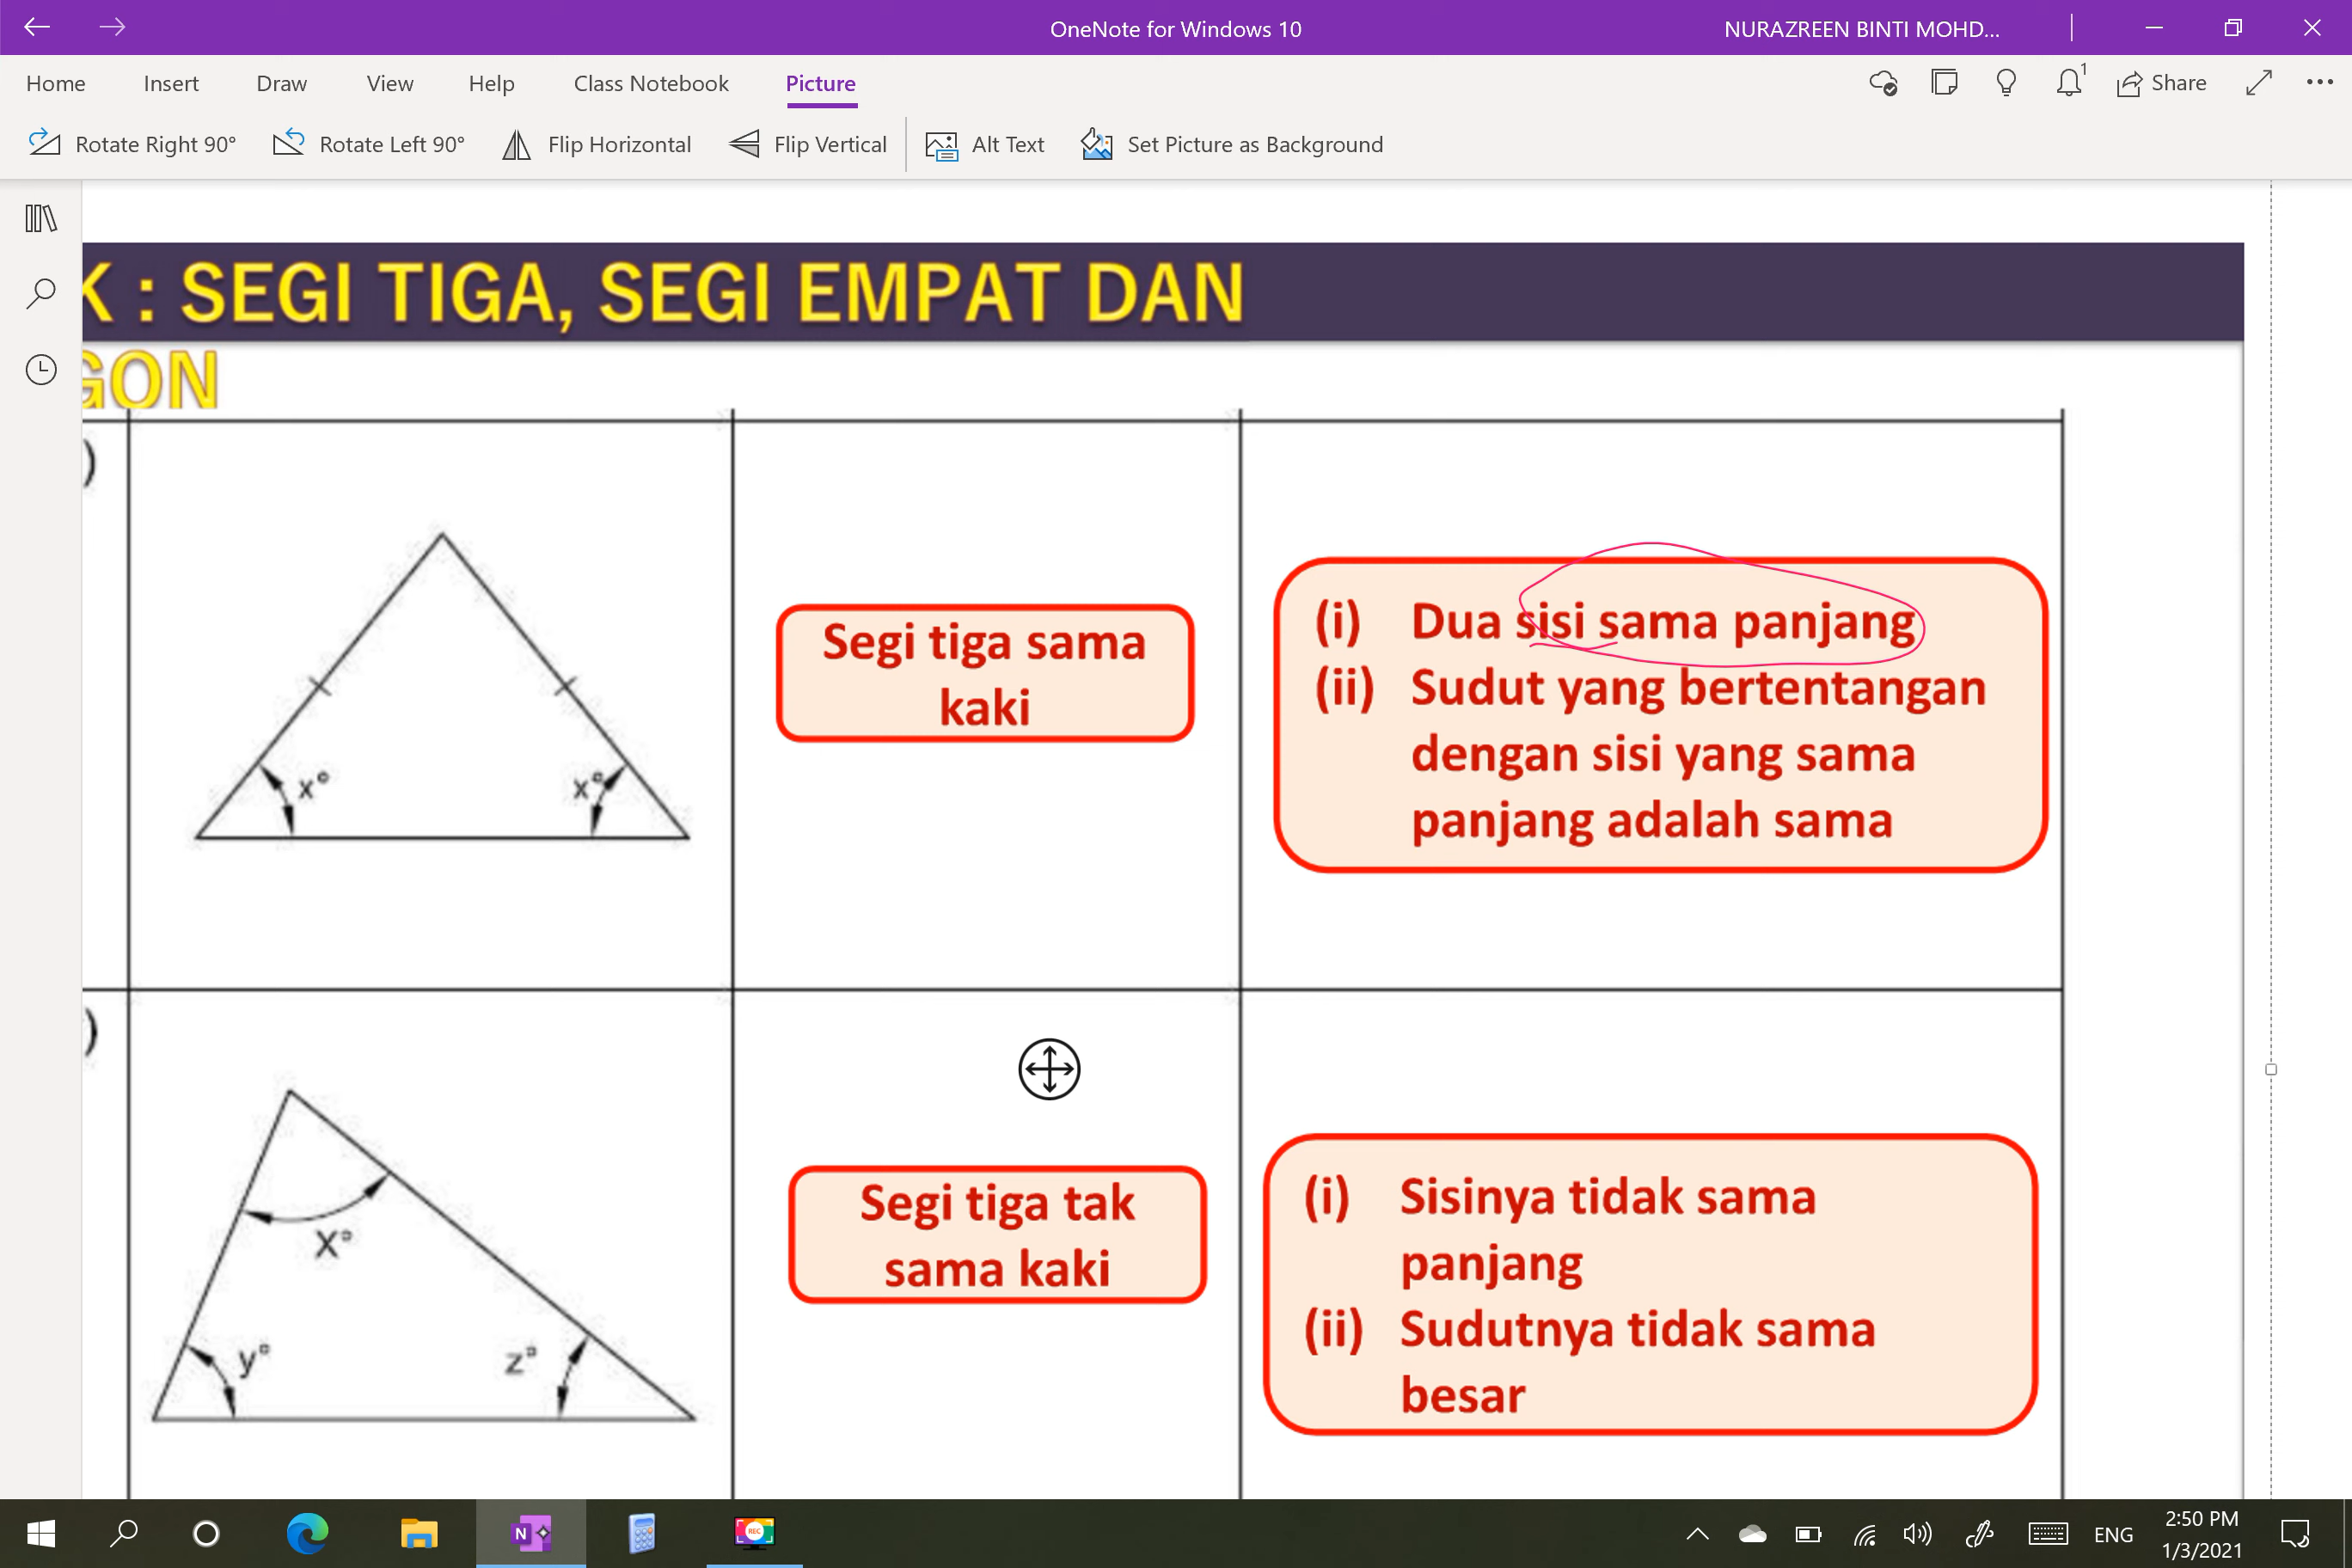 OneNote for Windows 10
NURAZREEN BINTI MOHD...
Home Insert Draw View Help Class Notebook Picture
1
Share
Rotate Right 90° Rotate Left 90° Flip Horizontal Flip Vertical Alt Text Set Picture as Background
K : SEGI TIGA, SEGI EMPAT DAN
GON
)
x° x°
Segi tiga sama
kaki
(i) Dua sisi sama panjang
(ii) Sudut yang bertentangan
dengan sisi yang sama
panjang adalah sama
)
X°
y° z°
Segi tiga tak
sama kaki
(i) Sisinya tidak sama
panjang
(ii) Sudutnya tidak sama
besar
N
REC
ENG
2:50 PM
1/3/2021